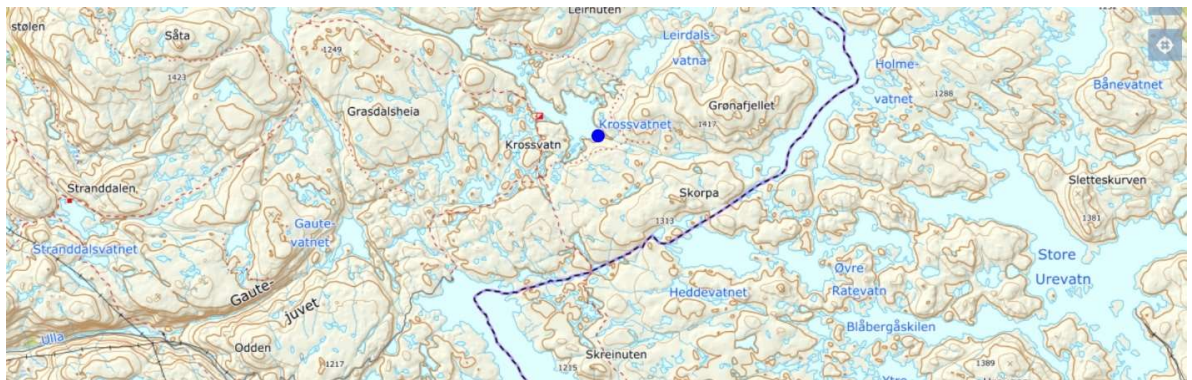 Leirnuten
1292
stølen
Såta
Leirdals-
vatna
1249
Holme-
vatnet
Bånevatnet
1423
1288
Grasdalsheia
Grønafjellet
Krossvatnet
1417
Krossvatn
Stranddalen
Skorpa
Sletteskurven
1381
Gaute-
vatnet
1313
Stranddalsvatnet
Store
Urevatn
Øvre
Ratevatn
Gaute-
juvet
Heddevatnet
Blåbergåskilen
Ulla
Odden
Skreinuten
1217
1215
1389
Ytre